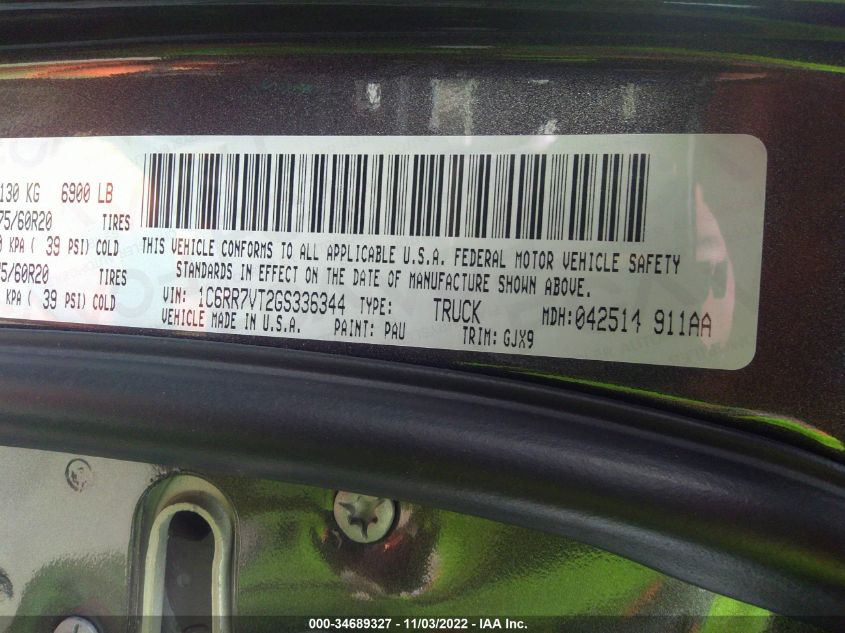 130 KG 6900 LB
75/60R20 TIRES
KPA ( 39 PSI) COLD
5/60R20 TIRES
KPA ( 39 PSI) COLD
THIS VEHICLE CONFORMS TO ALL APPLICABLE U.S.A. FEDERAL MOTOR VEHICLE SAFETY
STANDARDS IN EFFECT ON THE DATE OF MANUFACTURE SHOWN ABOVE.
VIN: 1C6RR7VT2GS336344 TYPE: TRUCK MDH: 042514 911AA
VEHICLE MADE IN U.S.A. PAINT: PAU TRIM: GJX9
000-34689327 - 11/03/2022 - IAA Inc.